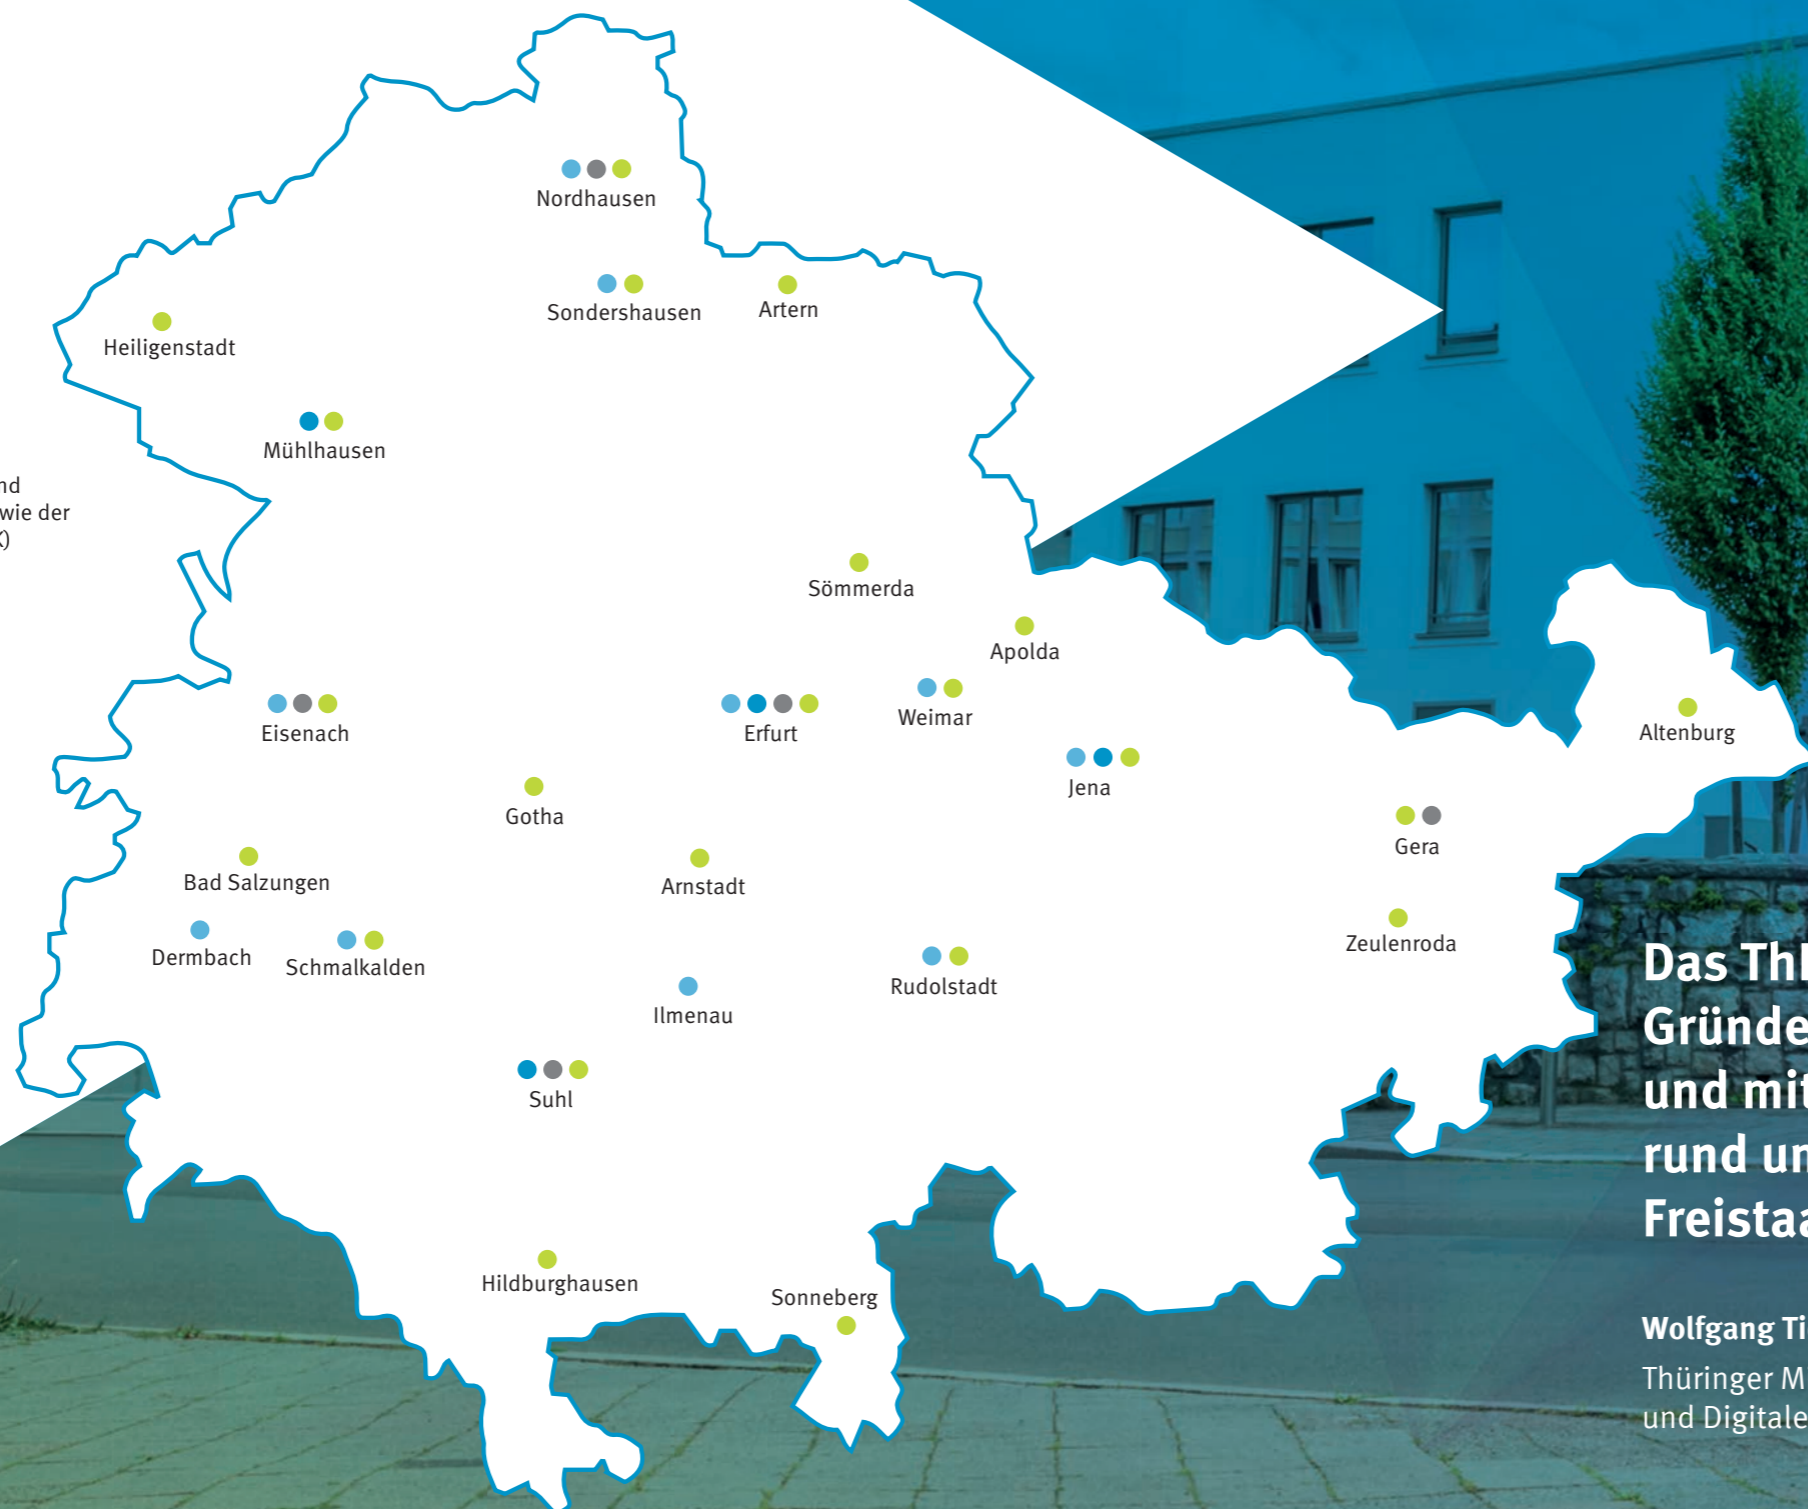 nd
wie der
()
Nordhausen
Sondershausen
Artern
Heiligenstadt
Mühlhausen
Sömmerda
Apolda
Eisenach
Erfurt
Weimar
Altenburg
Jena
Gotha
Gera
Bad Salzungen
Arnstadt
Dermbach
Schmalkalden
Zeulenroda
Rudolstadt
Ilmenau
Suhl
Hildburghausen
Sonneberg
Das Th
Gründe
und mit
rund u
Freista
Wolfgang Ti
Thüringer M
und Digitale